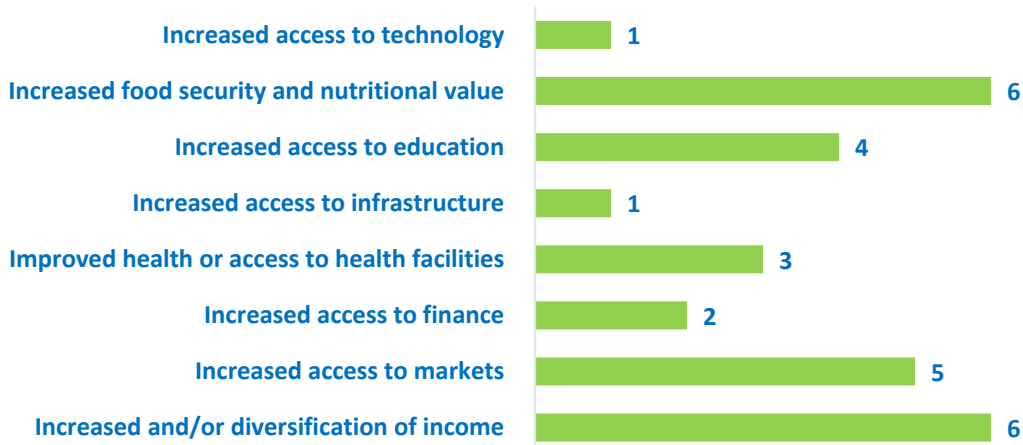 Increased access to technology 1
Increased food security and nutritional value 6
Increased access to education 4
Increased access to infrastructure 1
Improved health or access to health facilities 3
Increased access to finance 2
Increased access to markets 5
Increased and/or diversification of income 6